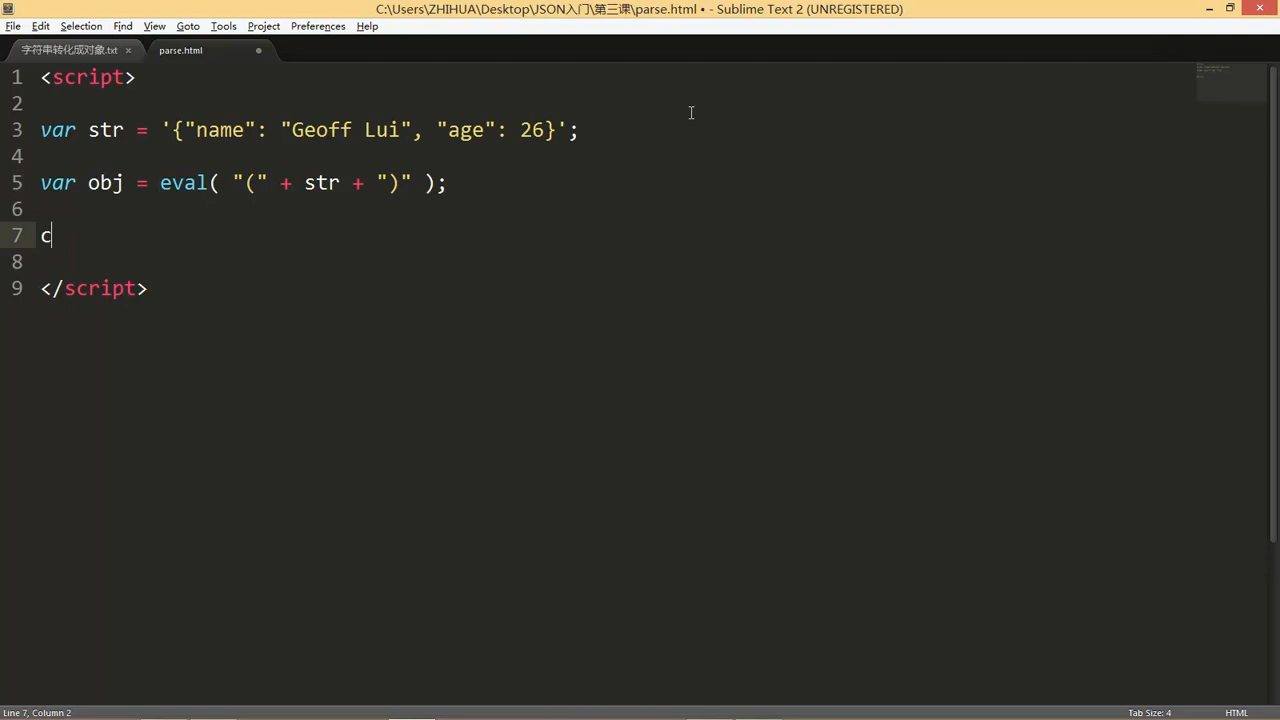 C:\Users\ZHIHUA\Desktop\JSON入门\第三课\parse.html • - Sublime Text 2 (UNREGISTERED)
File Edit Selection Find View Goto Tools Project Preferences Help
字符串转化成对象.txt × parse.html
1 <script>
2
3 var str = '{"name": "Geoff Lui", "age": 26}';
4
5 var obj = eval( "(" + str + ")" );
6
7 c
8
9 </script>
Line 7, Column 2 Tab Size: 4 HTML